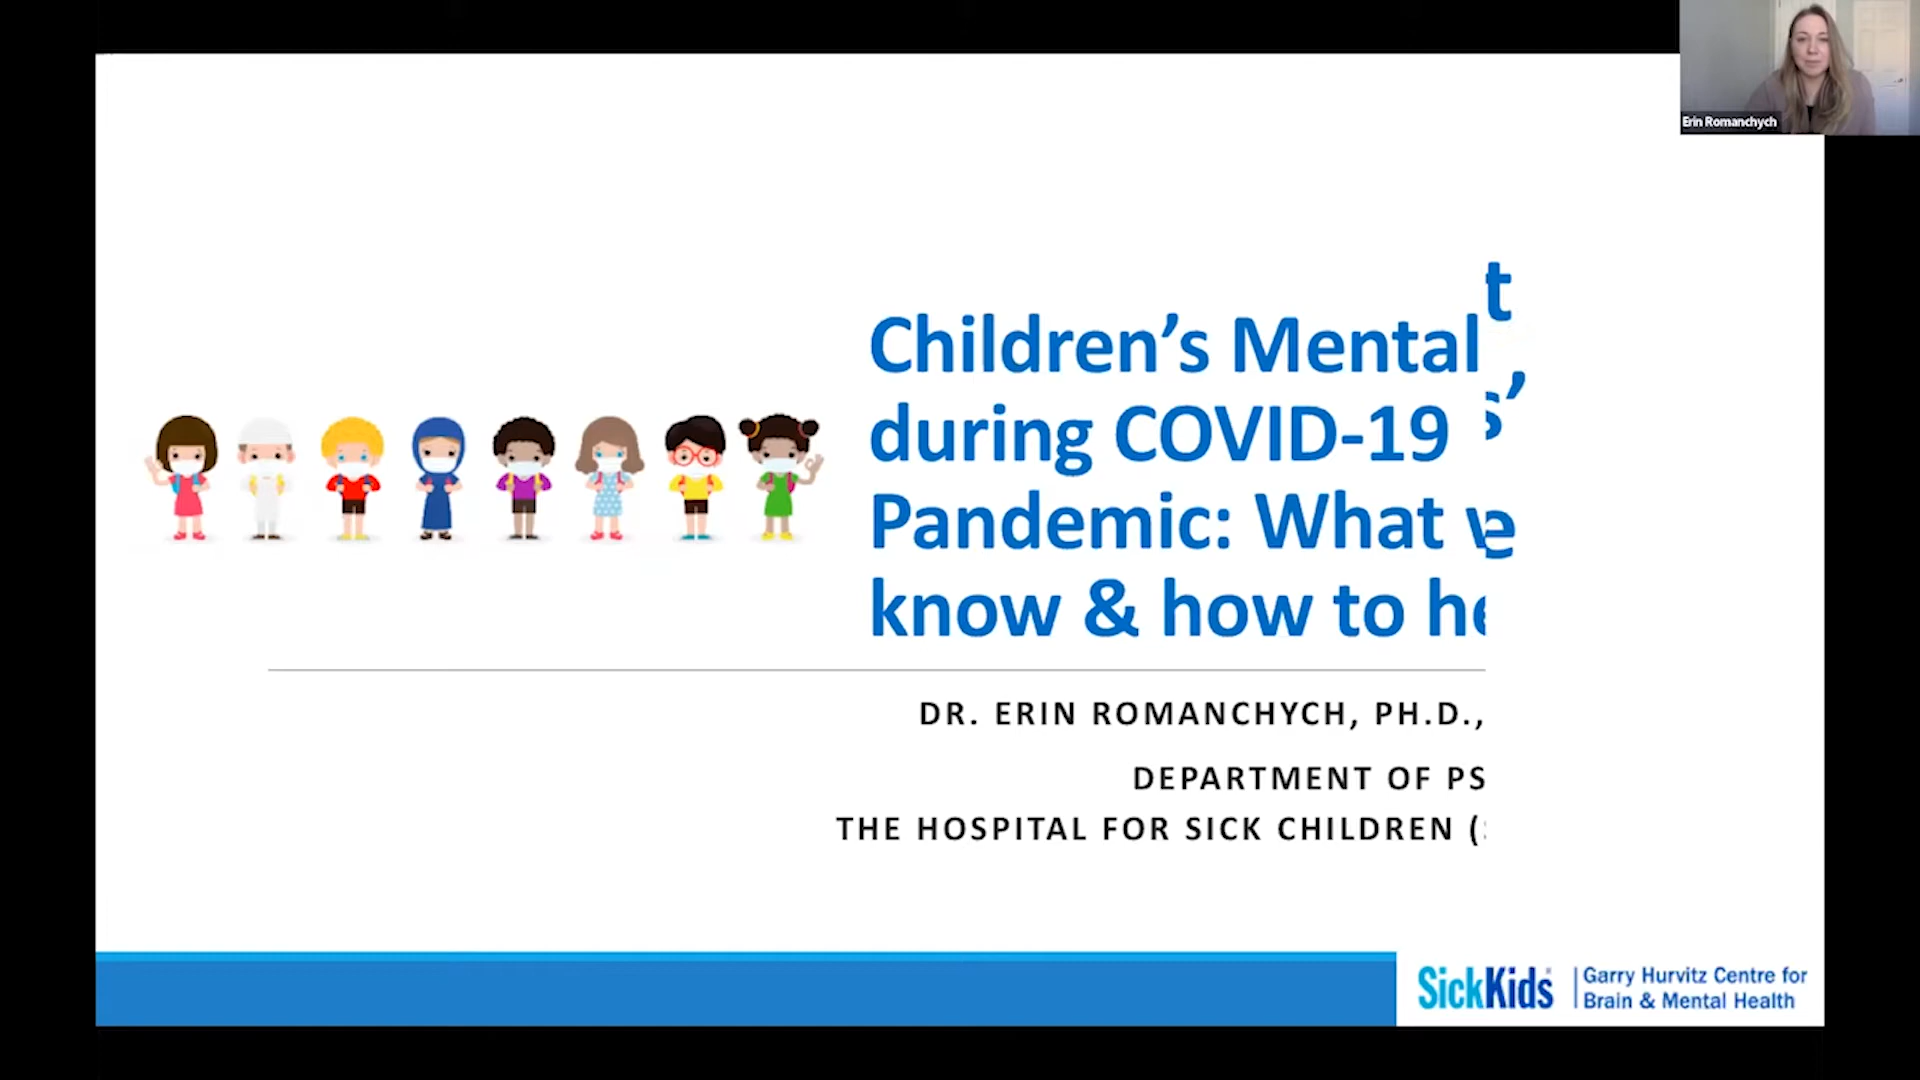 Erin Romanchych
Children’s Mental
during COVID-19
Pandemic: What
know & how to
DR. ERIN ROMANCHYCH, PH.D.,
DEPARTMENT OF
THE HOSPITAL FOR SICK CHILDREN
SickKids
Garry Hurvitz Centre for
Brain & Mental Health